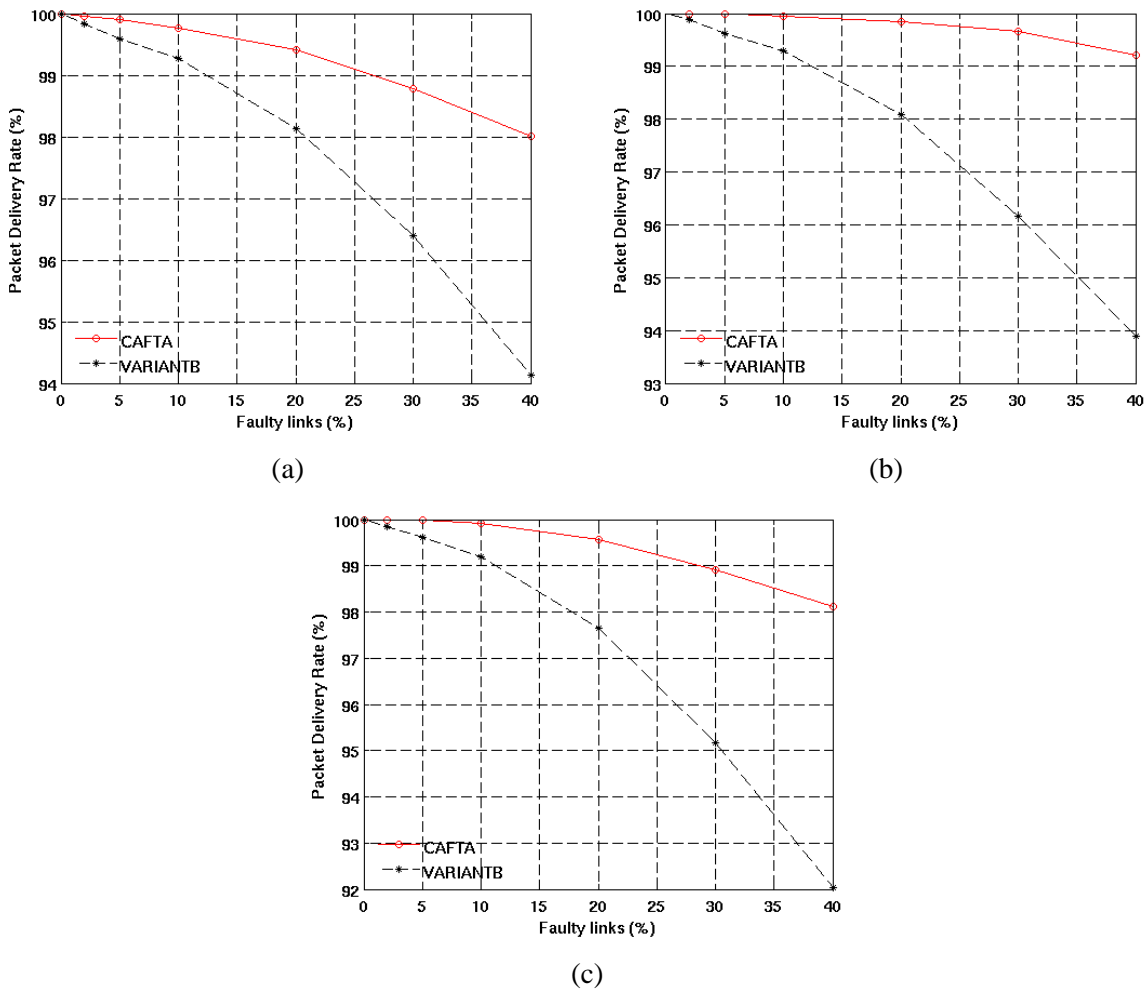 100
99
98
97
96
95
94
Packet Delivery Rate (%)
CAFTA
VARIANTB
0 5 10 15 20 25 30 35 40
Faulty links (%)
(a)
100
99
98
97
96
95
94
93
Packet Delivery Rate (%)
CAFTA
VARIANTB
0 5 10 15 20 25 30 35 40
Faulty links (%)
(b)
100
99
98
97
96
95
94
93
92
Packet Delivery Rate (%)
CAFTA
VARIANTB
0 5 10 15 20 25 30 35 40
Faulty links (%)
(c)